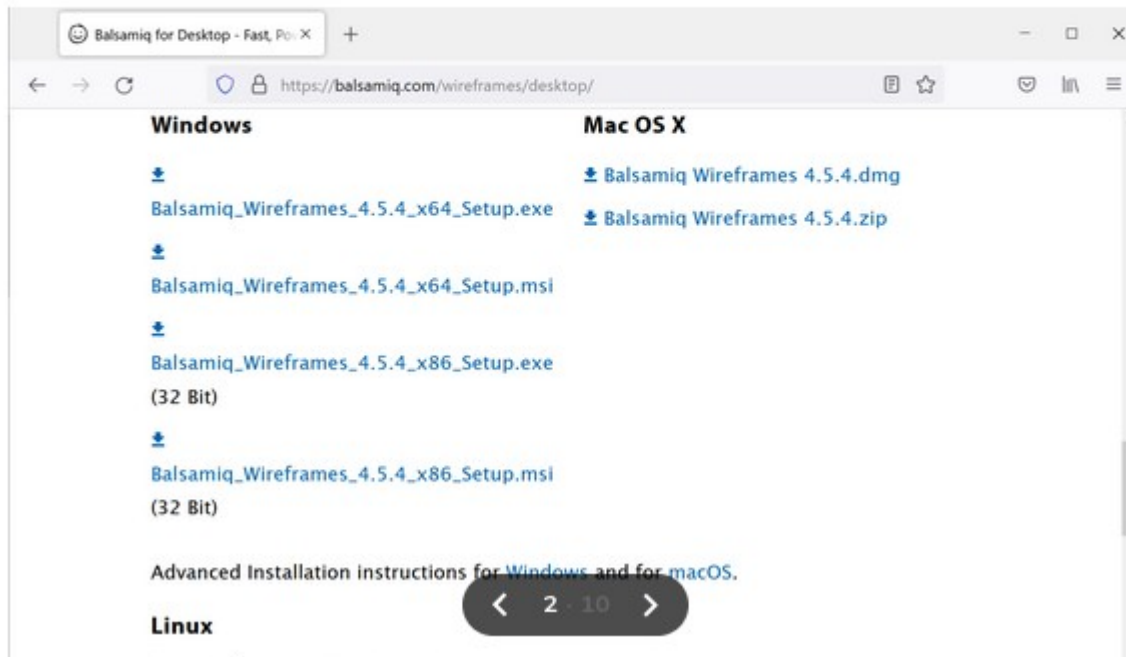 Balsamiq for Desktop - Fast, Po
https://balsamiq.com/wireframes/desktop/
Windows
Balsamiq_Wireframes_4.5.4_x64_Setup.exe
Balsamiq_Wireframes_4.5.4_x64_Setup.msi
Balsamiq_Wireframes_4.5.4_x86_Setup.exe
(32 Bit)
Balsamiq_Wireframes_4.5.4_x86_Setup.msi
(32 Bit)
Mac OS X
Balsamiq Wireframes 4.5.4.dmg
Balsamiq Wireframes 4.5.4.zip
Advanced Installation instructions for Windows and for macOS.
2 · 10
Linux